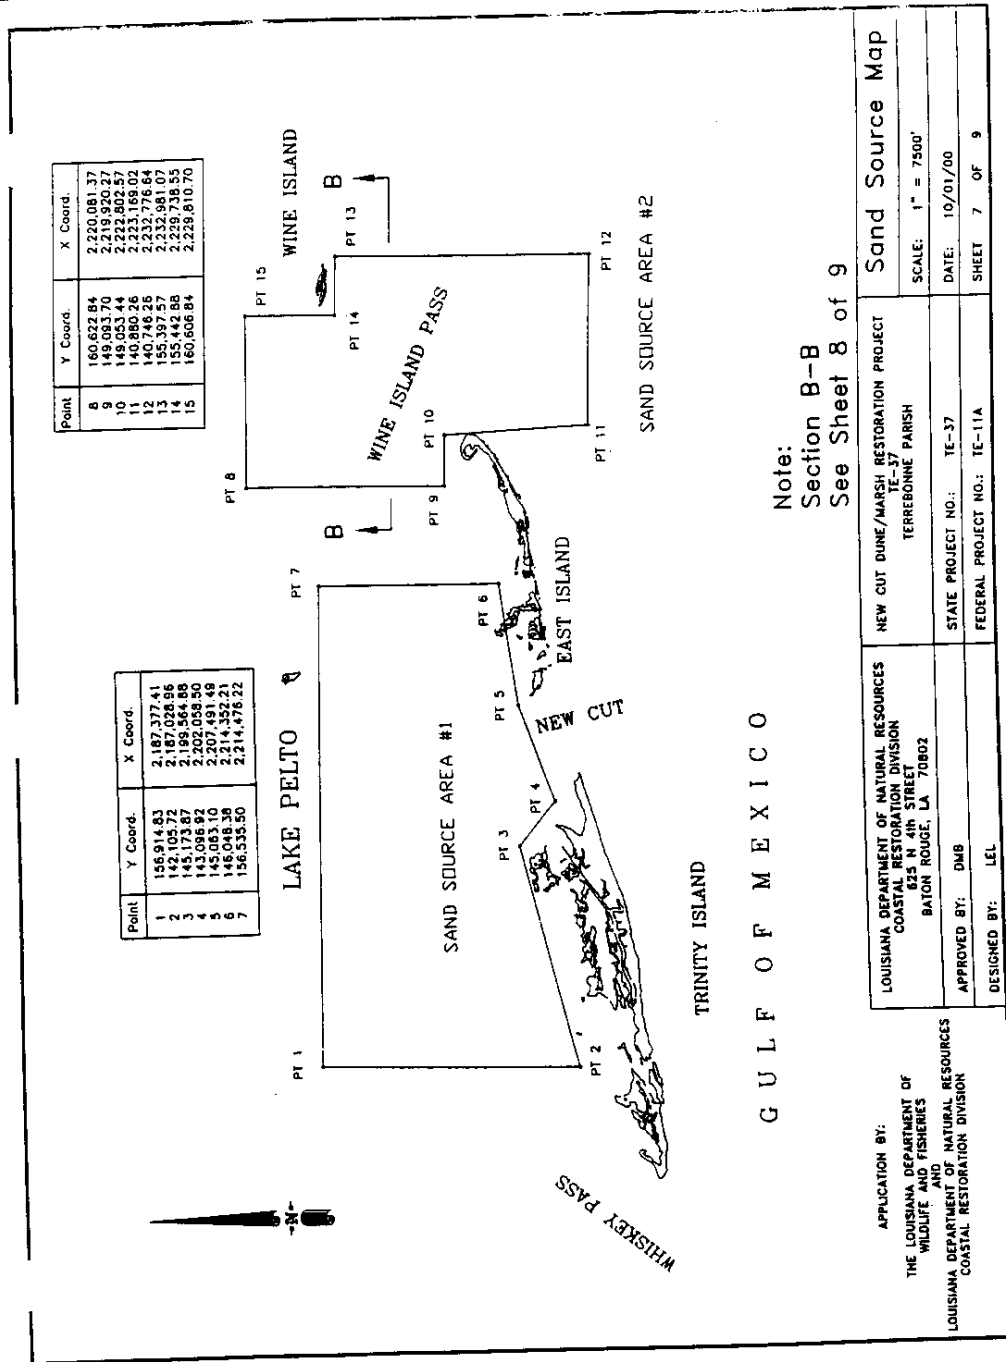 Point Y Coord. X Coord.
1 156,914.83 2,187,377.41
2 142,105.72 2,187,028.96
3 145,173.87 2,199,564.88
4 143,096.92 2,202,058.50
5 145,063.10 2,207,491.49
6 146,048.38 2,214,352.21
7 156,535.50 2,214,476.22
Point Y Coord. X Coord.
8 160,622.84 2,220,081.37
9 149,093.70 2,219,920.27
10 149,053.44 2,222,802.57
11 140,880.26 2,223,169.02
12 140,746.26 2,232,776.64
13 155,397.57 2,232,981.07
14 155,442.88 2,229,738.55
15 160,606.84 2,229,810.70
-N-
LAKE PELTO
PT 1
PT 7
PT 8
PT 15
WINE ISLAND
B
B
PT 13
PT 14
WINE ISLAND PASS
SAND SOURCE AREA #1
PT 9
PT 10
PT 6
PT 5
PT 3
PT 4
NEW CUT
EAST ISLAND
PT 2
PT 11
PT 12
SAND SOURCE AREA #2
WHISKEY PASS
TRINITY ISLAND
GULF OF MEXICO
Note:
Section B-B
See Sheet 8 of 9
APPLICATION BY:
THE LOUISIANA DEPARTMENT OF
WILDLIFE AND FISHERIES
AND
LOUISIANA DEPARTMENT OF NATURAL RESOURCES
COASTAL RESTORATION DIVISION
LOUISIANA DEPARTMENT OF NATURAL RESOURCES
COASTAL RESTORATION DIVISION
625 N 4th STREET
BATON ROUGE, LA 70802
APPROVED BY: DMB
DESIGNED BY: LEL
NEW CUT DUNE/MARSH RESTORATION PROJECT
TE-37
TERREBONNE PARISH
STATE PROJECT NO.: TE-37
FEDERAL PROJECT NO.: TE-11A
Sand Source Map
SCALE: 1" = 7500'
DATE: 10/01/00
SHEET 7 OF 9